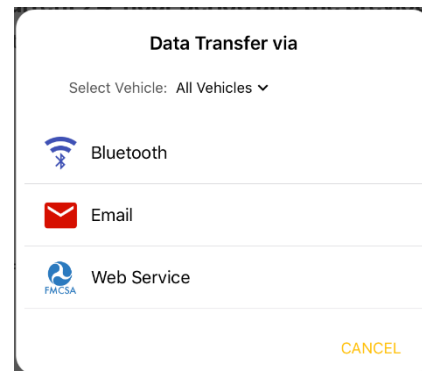 Data Transfer via
Select Vehicle: All Vehicles
Bluetooth
Email
Web Service
FMCSA
CANCEL